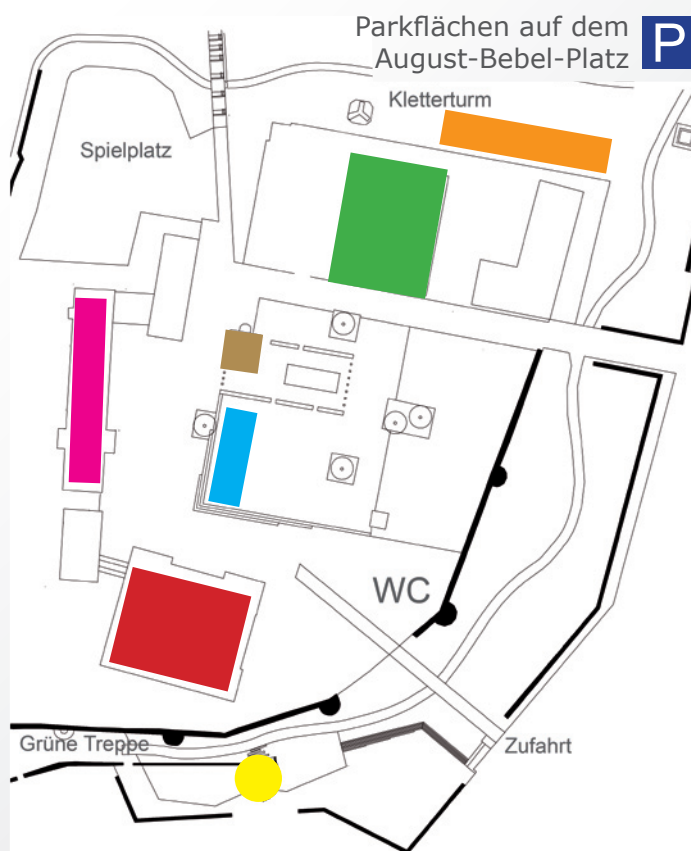 Parkflächen auf dem
August-Bebel-Platz P
Kletterturm
Spielplatz
WC
Grüne Treppe
Zufahrt